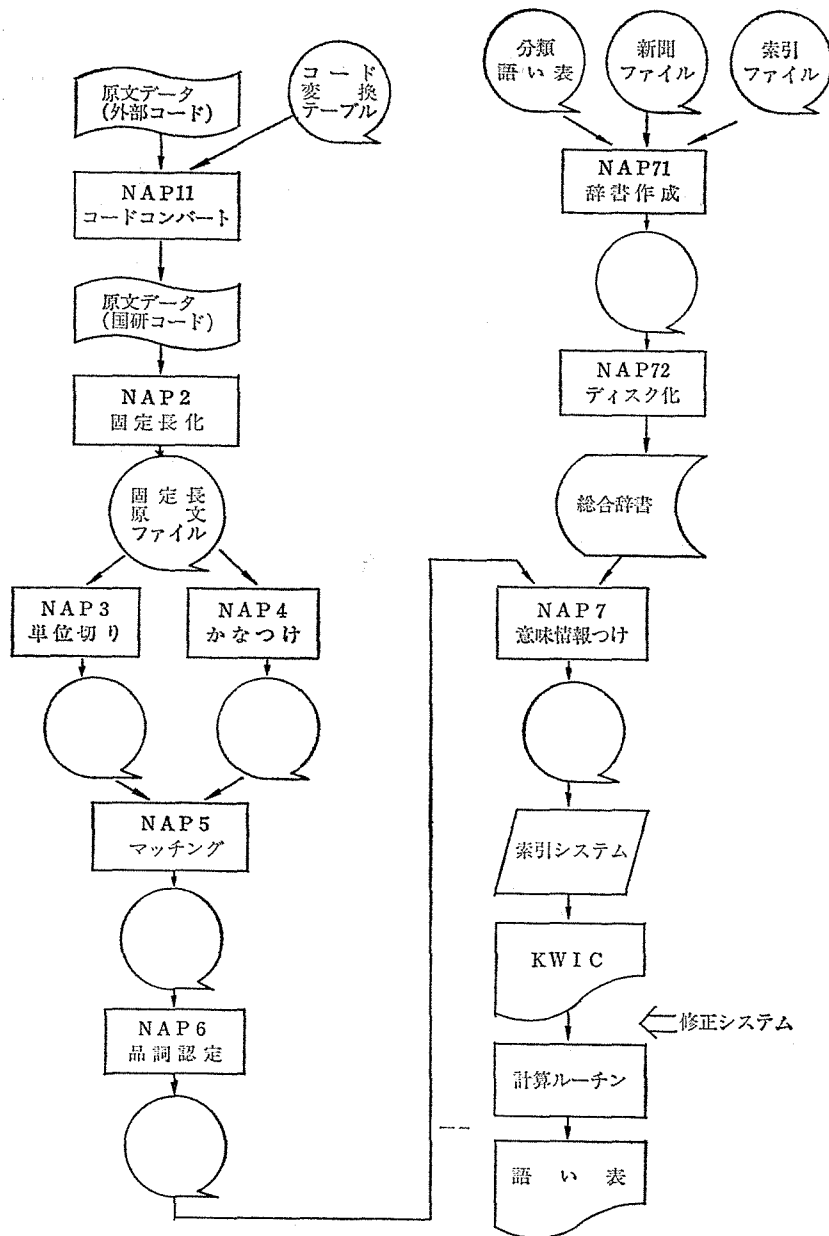 原文データ
(外部コード)
コード
変換
テーブル
NAP11
コードコンバート
原文データ
(国研コード)
NAP2
固定長化
固定長
原文
ファイル
NAP3
単位切り
NAP4
かなつけ
NAP5
マッチング
NAP6
品詞認定
分類
語い表
新聞
ファイル
索引
ファイル
NAP71
辞書作成
NAP72
ディスク化
総合辞書
NAP7
意味情報つけ
索引システム
KWIC
修正システム
計算ルーチン
語い表